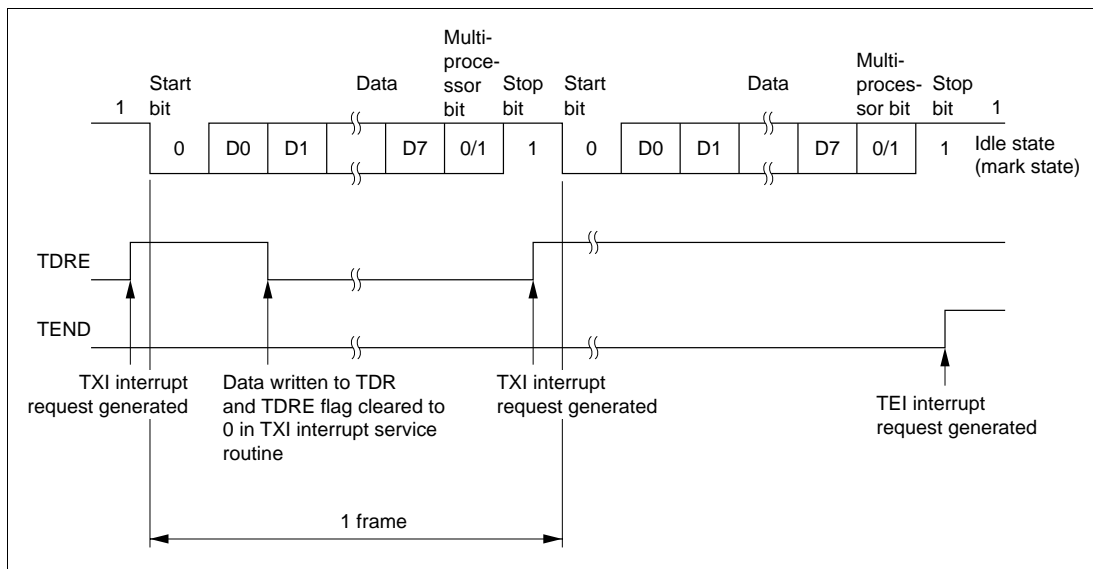 1
Start
bit
Data
Multi-
proce-
ssor
bit
Stop
bit
Start
bit
Data
Multi-
proces-
sor bit
Stop
bit
1
0 D0 D1 D7 0/1 1 0 D0 D1 D7 0/1 1
Idle state
(mark state)
TDRE
TEND
TXI interrupt
request generated
Data written to TDR
and TDRE flag cleared to
0 in TXI interrupt service
routine
TXI interrupt
request generated
TEI interrupt
request generated
1 frame